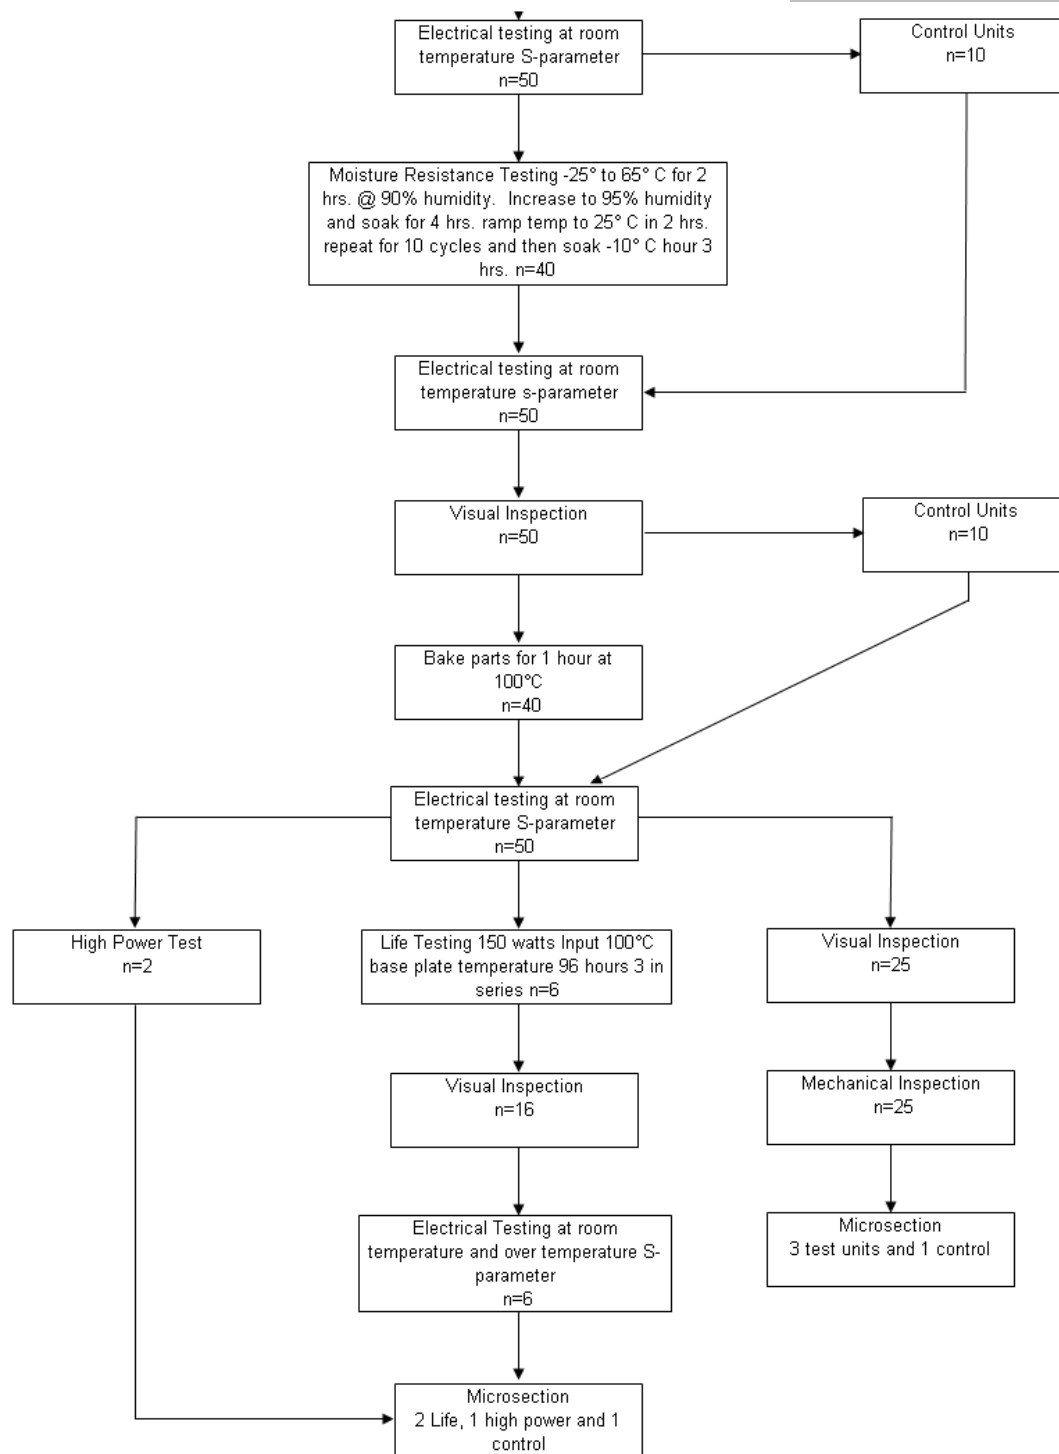 Electrical testing at room
temperature S-parameter
n=50
Control Units
n=10
Moisture Resistance Testing -25° to 65° C for 2
hrs. @ 90% humidity.  Increase to 95% humidity
and soak for 4 hrs. ramp temp to 25° C in 2 hrs.
repeat for 10 cycles and then soak -10° C hour 3
hrs. n=40
Electrical testing at room
temperature s-parameter
n=50
Visual Inspection
n=50
Control Units
n=10
Bake parts for 1 hour at
100°C
n=40
Electrical testing at room
temperature S-parameter
n=50
High Power Test
n=2
Life Testing 150 watts Input 100°C
base plate temperature 96 hours 3 in
series n=6
Visual Inspection
n=25
Visual Inspection
n=16
Mechanical Inspection
n=25
Electrical Testing at room
temperature and over temperature S-
parameter
n=6
Microsection
3 test units and 1 control
Microsection
2 Life, 1 high power and 1
control